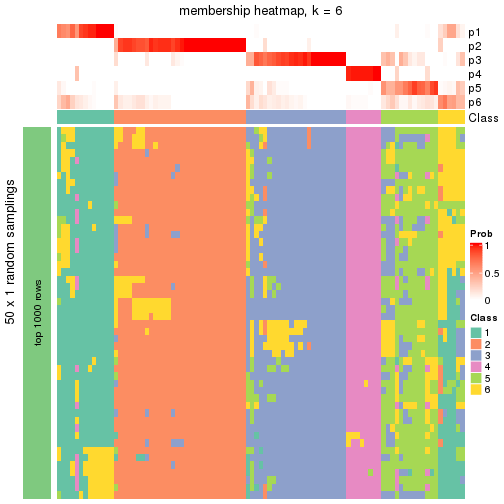 membership heatmap, k = 6
p1
p2
p3
p4
p5
p6
Class
50 x 1 random samplings
top 1000 rows
Prob
1
0.5
0
Class
1
2
3
4
5
6